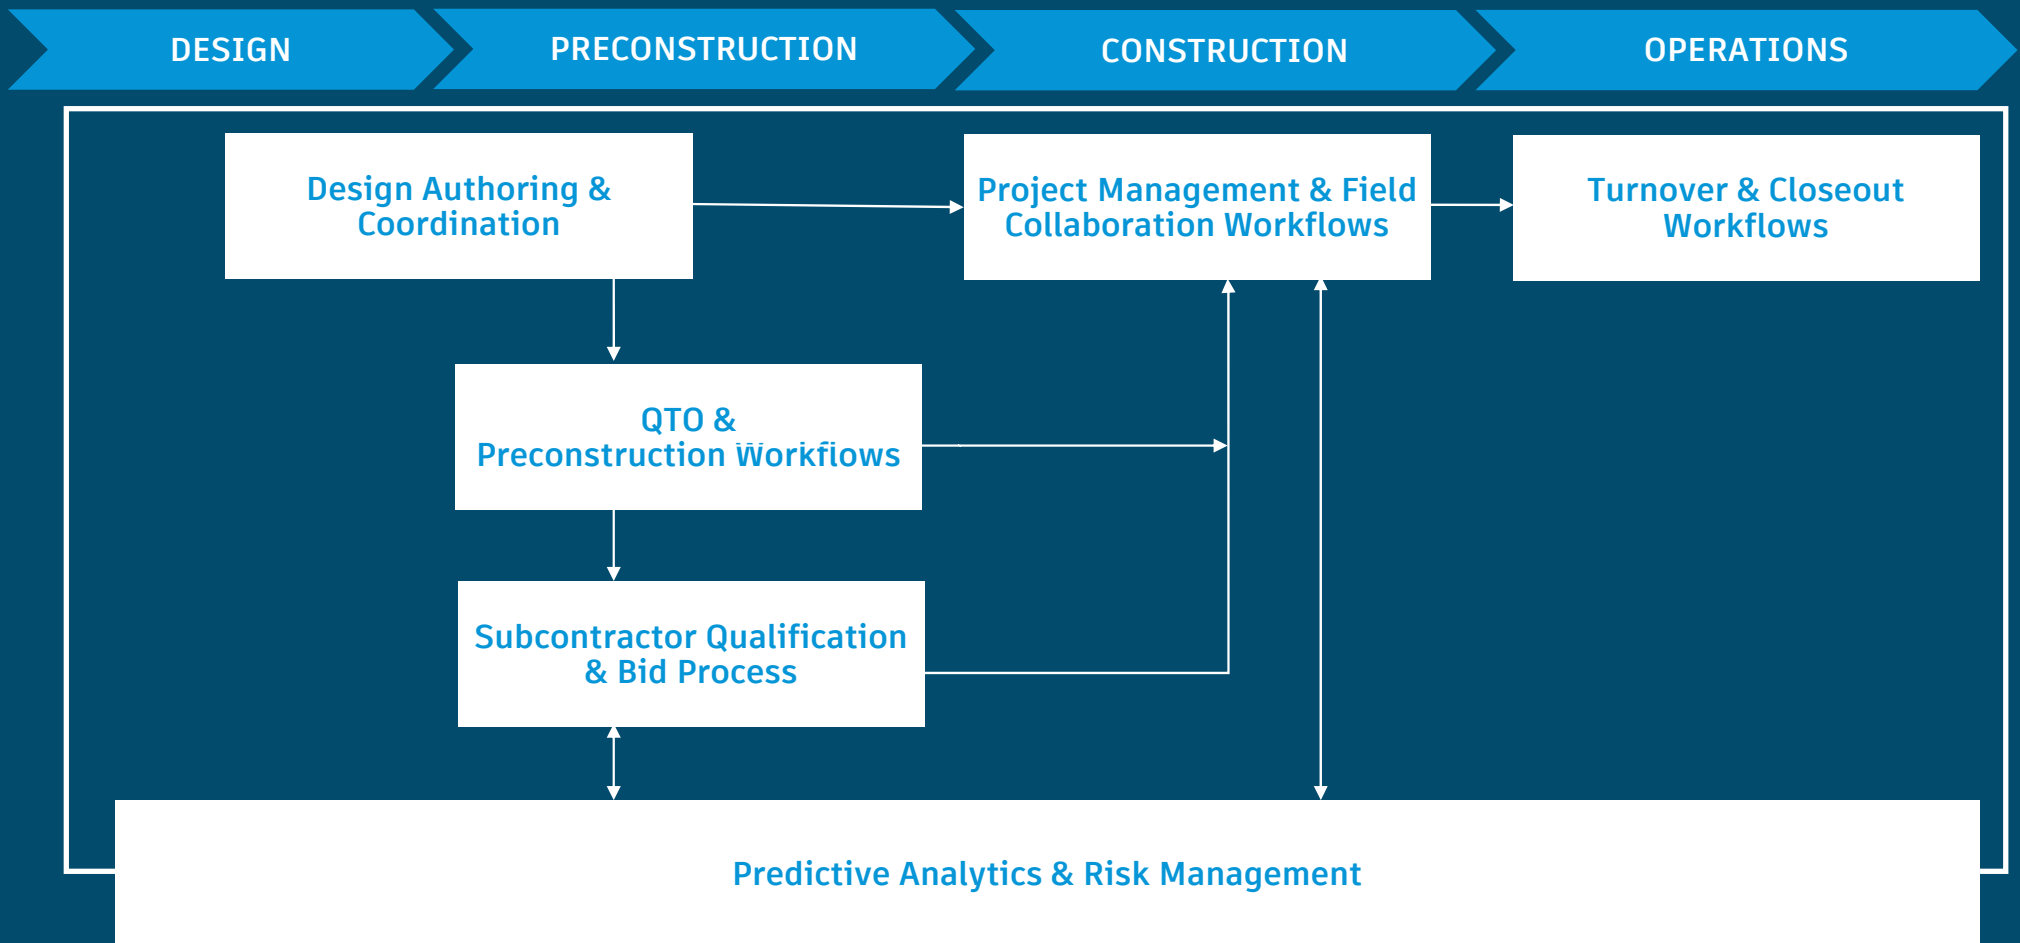 DESIGN
PRECONSTRUCTION
CONSTRUCTION
OPERATIONS
Design Authoring &
Coordination
Project Management & Field
Collaboration Workflows
Turnover & Closeout
Workflows
QTO &
Preconstruction Workflows
Subcontractor Qualification
& Bid Process
Predictive Analytics & Risk Management